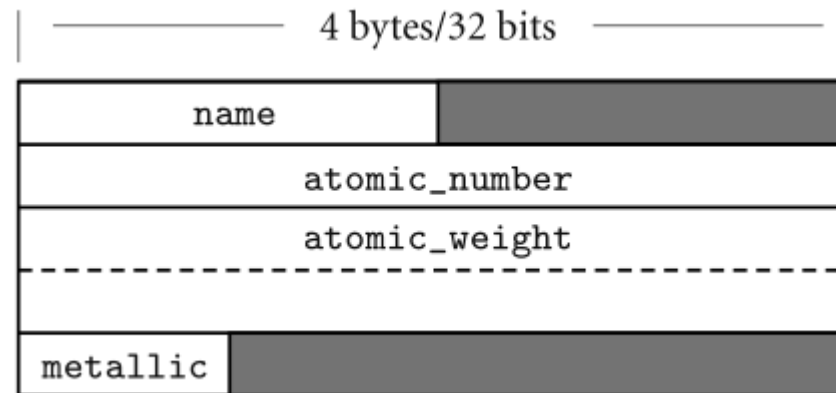 4 bytes/32 bits
name
atomic_number
atomic_weight
metallic